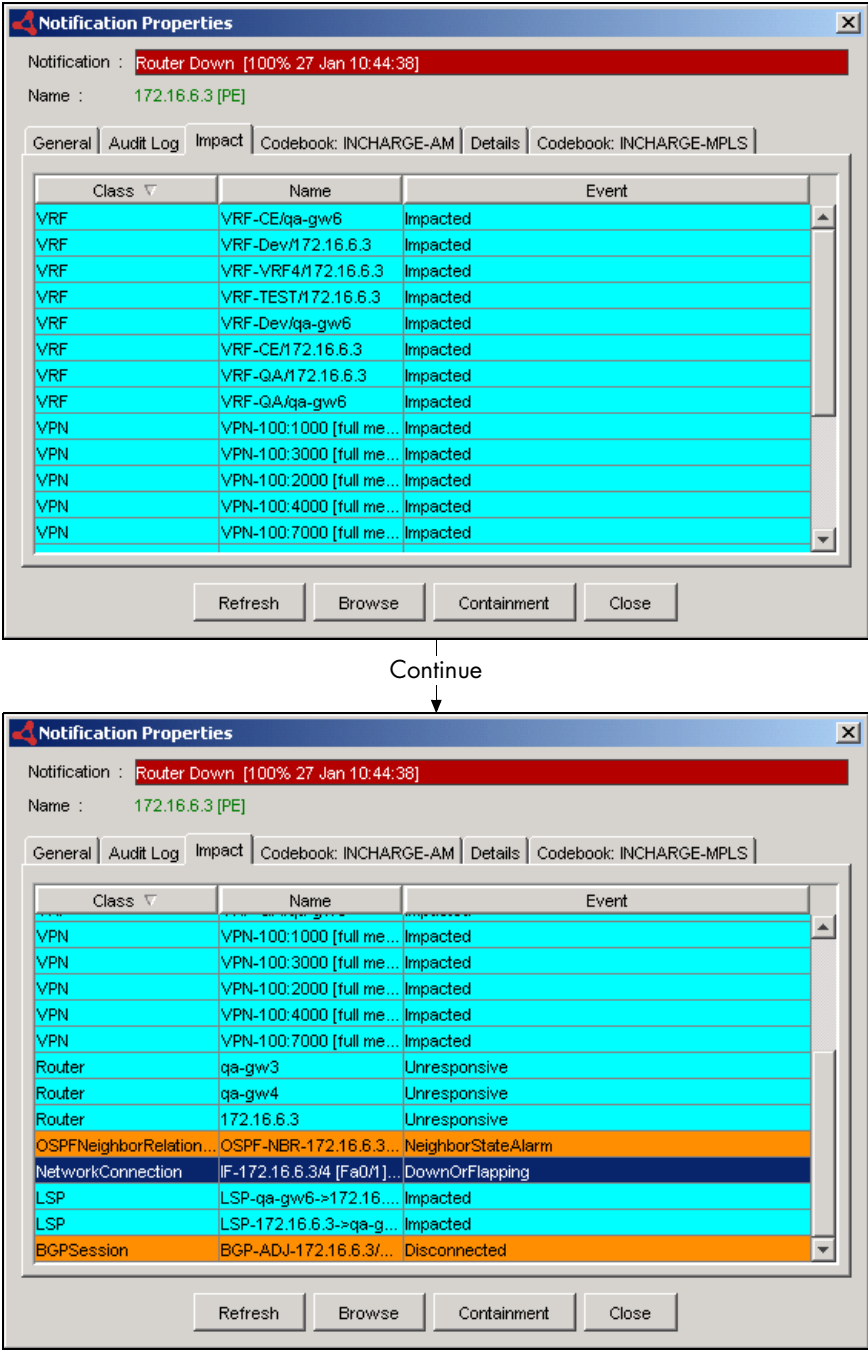 Notification Properties
Notification : Router Down [100% 27 Jan 10:44:38]
Name : 172.16.6.3 [PE]
General Audit Log Impact Codebook: INCHARGE-AM Details Codebook: INCHARGE-MPLS
Class Name Event
VRF VRF-CE/qa-gw6 Impacted
VRF VRF-Dev/172.16.6.3 Impacted
VRF VRF-VRF4/172.16.6.3 Impacted
VRF VRF-TEST/172.16.6.3 Impacted
VRF VRF-Dev/qa-gw6 Impacted
VRF VRF-CE/172.16.6.3 Impacted
VRF VRF-QA/172.16.6.3 Impacted
VRF VRF-QA/qa-gw6 Impacted
VPN VPN-100:1000 [full me... Impacted
VPN VPN-100:3000 [full me... Impacted
VPN VPN-100:2000 [full me... Impacted
VPN VPN-100:4000 [full me... Impacted
VPN VPN-100:7000 [full me... Impacted
Refresh Browse Containment Close
Continue
Notification Properties
Notification : Router Down [100% 27 Jan 10:44:38]
Name : 172.16.6.3 [PE]
General Audit Log Impact Codebook: INCHARGE-AM Details Codebook: INCHARGE-MPLS
Class Name Event
VPN VPN-100:1000 [full me... Impacted
VPN VPN-100:3000 [full me... Impacted
VPN VPN-100:2000 [full me... Impacted
VPN VPN-100:4000 [full me... Impacted
VPN VPN-100:7000 [full me... Impacted
Router qa-gw3 Unresponsive
Router qa-gw4 Unresponsive
Router 172.16.6.3 Unresponsive
OSPFNeighborRelation... OSPF-NBR-172.16.6.3... NeighborStateAlarm
NetworkConnection IF-172.16.6.3/4 [Fa0/1]... DownOrFlapping
LSP LSP-qa-gw6->172.16.... Impacted
LSP LSP-172.16.6.3->qa-g... Impacted
BGPSession BGP-ADJ-172.16.6.3/... Disconnected
Refresh Browse Containment Close